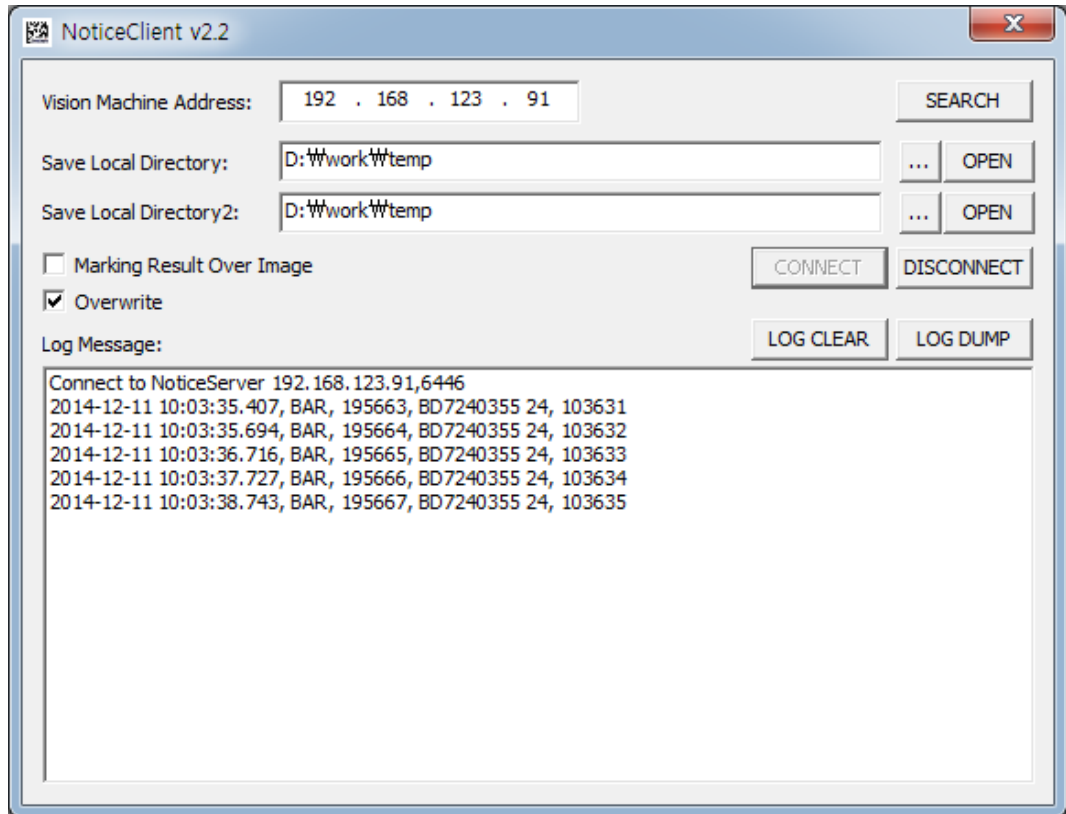 NoticeClient v2.2
X
Vision Machine Address: 192 . 168 . 123 . 91 SEARCH
Save Local Directory: D:₩work₩temp ... OPEN
Save Local Directory2: D:₩work₩temp ... OPEN
Marking Result Over Image CONNECT DISCONNECT
Overwrite
Log Message: LOG CLEAR LOG DUMP
Connect to NoticeServer 192.168.123.91,6446
2014-12-11 10:03:35.407, BAR, 195663, BD7240355 24, 103631
2014-12-11 10:03:35.694, BAR, 195664, BD7240355 24, 103632
2014-12-11 10:03:36.716, BAR, 195665, BD7240355 24, 103633
2014-12-11 10:03:37.727, BAR, 195666, BD7240355 24, 103634
2014-12-11 10:03:38.743, BAR, 195667, BD7240355 24, 103635